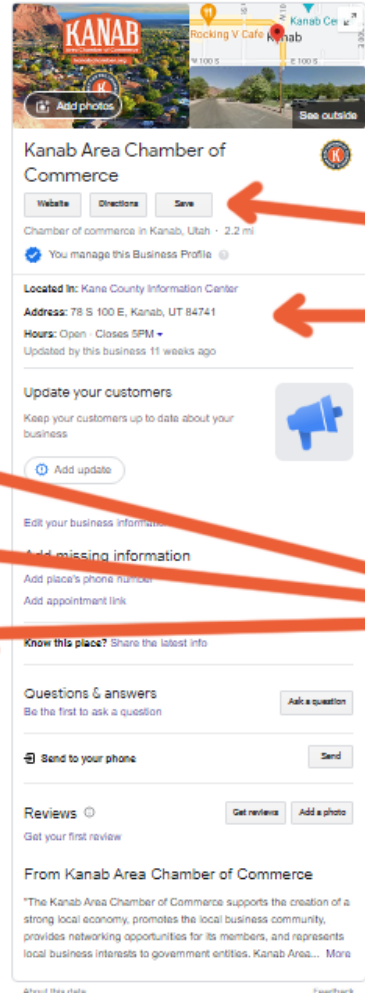 KANAB
area Chamber of Commerce
kanabchamber.org
K
Add photos
Rocking V Cafe
Kanab Ce
Kanab
W 100 S
E 100 S
See outside
Kanab Area Chamber of
Commerce
K
Website
Directions
Save
Chamber of commerce in Kanab, Utah · 2.2 mi
You manage this Business Profile
Located in: Kane County Information Center
Address: 78 S 100 E, Kanab, UT 84741
Hours: Open · Closes 5PM
Updated by this business 11 weeks ago
Update your customers
Keep your customers up to date about your
business
Add update
Edit your business information
Add missing information
Add place's phone number
Add appointment link
Know this place? Share the latest info
Questions & answers
Ask a question
Be the first to ask a question
Send to your phone
Send
Reviews
Get reviews
Add a photo
Get your first review
From Kanab Area Chamber of Commerce
"The Kanab Area Chamber of Commerce supports the creation of a
strong local economy, promotes the local business community,
provides networking opportunities for its members, and represents
local business interests to government entities. Kanab Area... More
About this data
Feedback